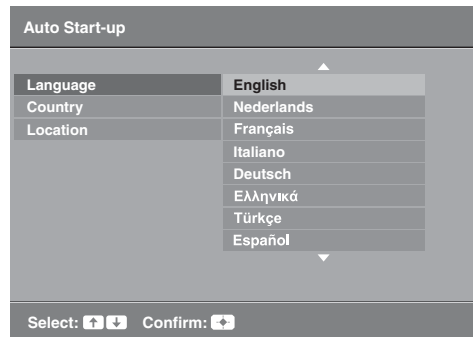 Auto Start-up
Language
Country
Location
English
Nederlands
Français
Italiano
Deutsch
Ελληνικά
Türkçe
Español
Select: Confirm: